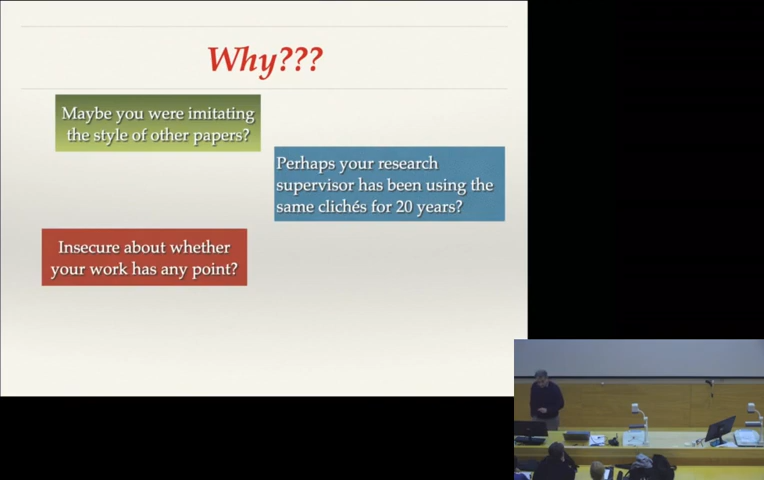 Why???
Maybe you were imitating
the style of other papers?
Perhaps your research
supervisor has been using the
same clichés for 20 years?
Insecure about whether
your work has any point?